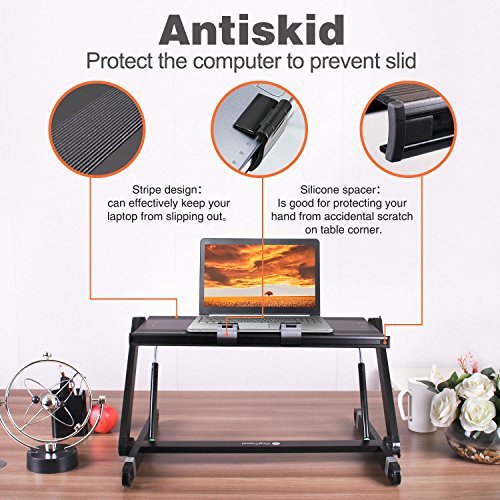 Antiskid
Protect the computer to prevent slid
Stripe design:
can effectively keep your
laptop from slipping out。
Silicone spacer:
Is good for protecting your
hand from accidental scratch
on table corner.